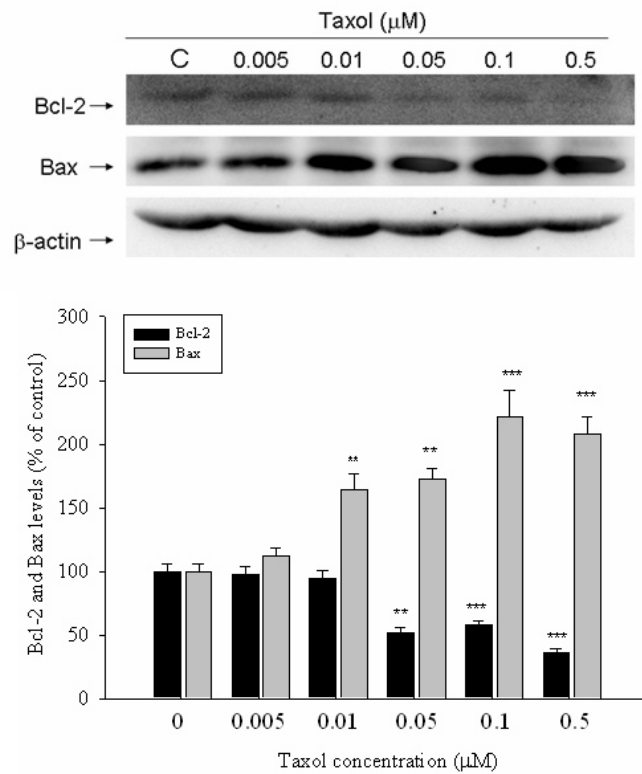 Taxol (μM)
C 0.005 0.01 0.05 0.1 0.5
Bcl-2
Bax
β-actin
300
250
200
150
100
50
0
Bcl-2 and Bax levels (% of control)
Bcl-2
Bax
** ** *** ***
** *** ***
0 0.005 0.01 0.05 0.1 0.5
Taxol concentration (μM)